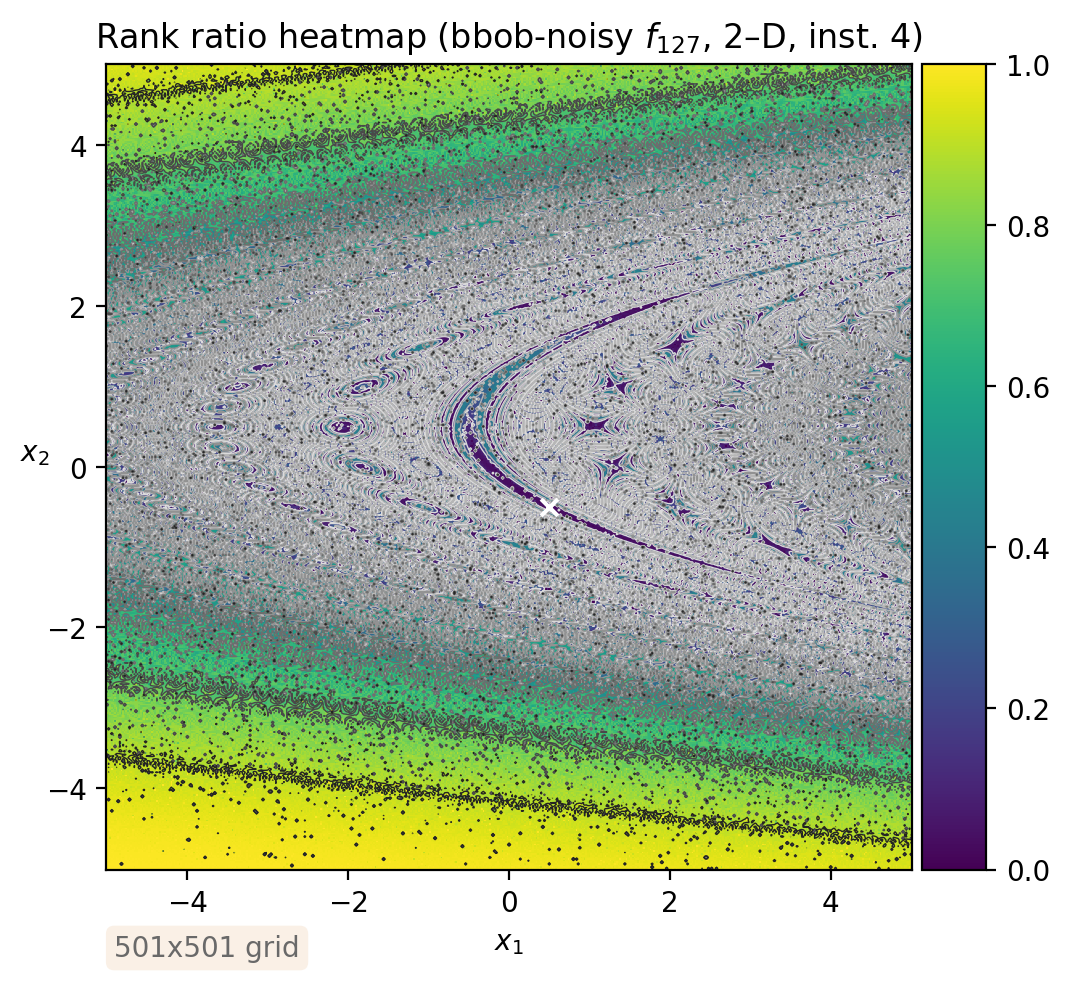 Rank ratio heatmap (bbob-noisy f₁₂₇, 2–D, inst. 4)
1.0
0.8
0.6
0.4
0.2
0.0
4
2
0
−2
−4
x₂
−4 −2 0 2 4
x₁
501x501 grid